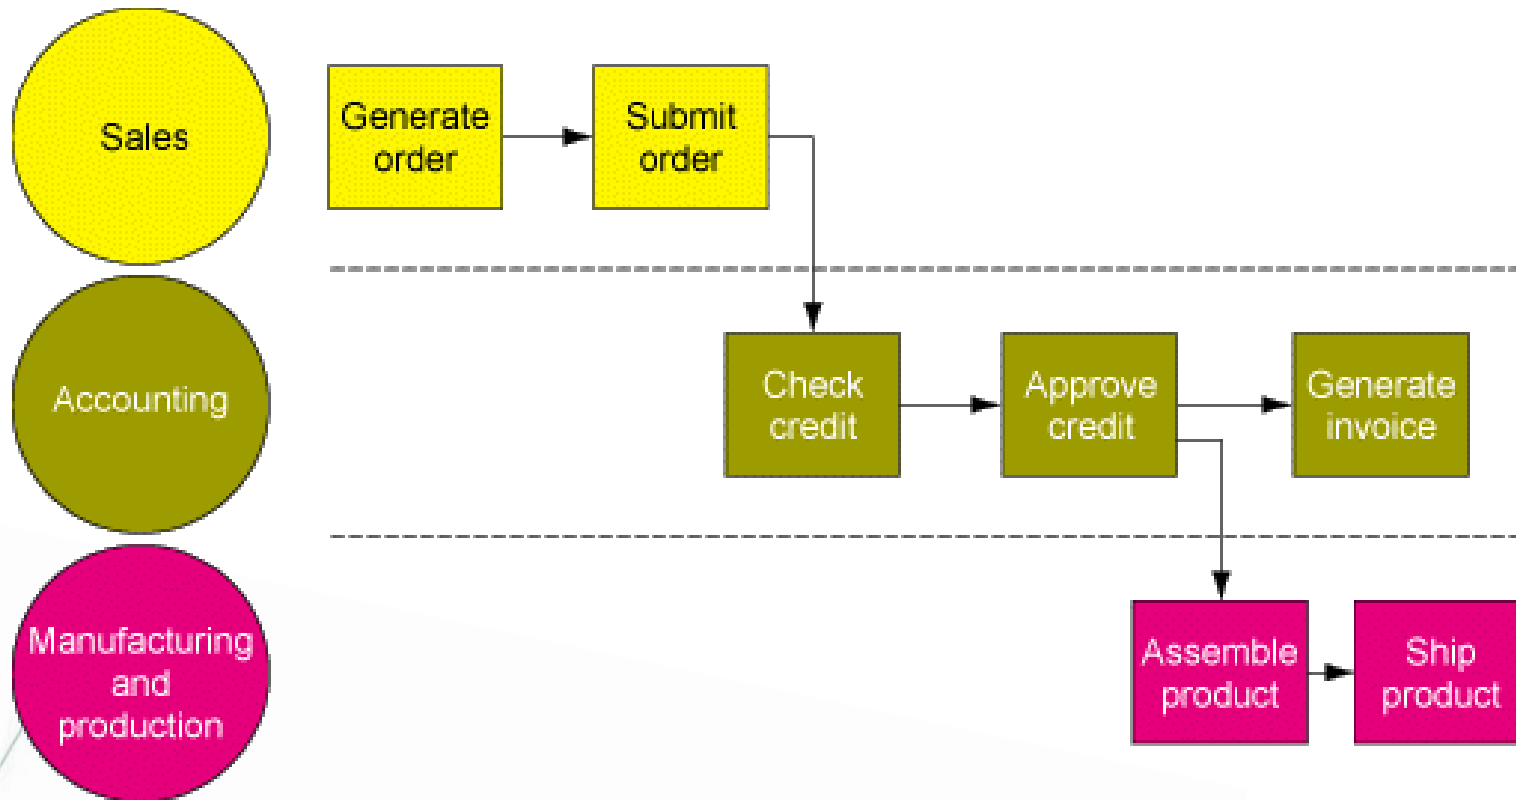 Sales
Generate
order
Submit
order
Accounting
Check
credit
Approve
credit
Generate
invoice
Manufacturing
and
production
Assemble
product
Ship
product